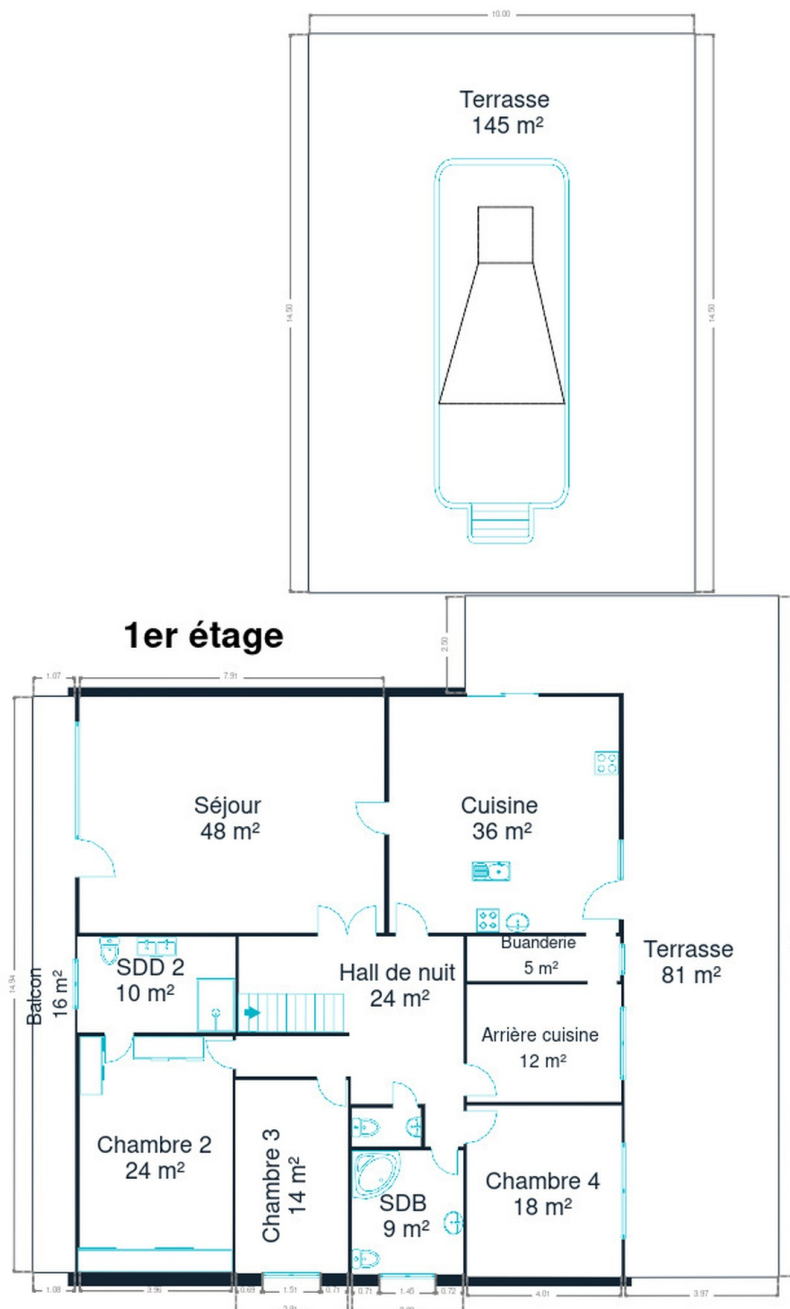 10.00
Terrasse
145 m²
14.50
14.50
1er étage
2.50
1.07
7.91
Séjour
48 m²
Cuisine
36 m²
14.94
Balcon
16 m²
SDD 2
10 m²
Hall de nuit
24 m²
Buanderie
5 m²
Terrasse
81 m²
Arrière cuisine
12 m²
Chambre 2
24 m²
Chambre 3
14 m²
SDB
9 m²
Chambre 4
18 m²
1.08
3.96
0.69
1.51
0.71
0.71
1.46
0.72
4.01
3.97